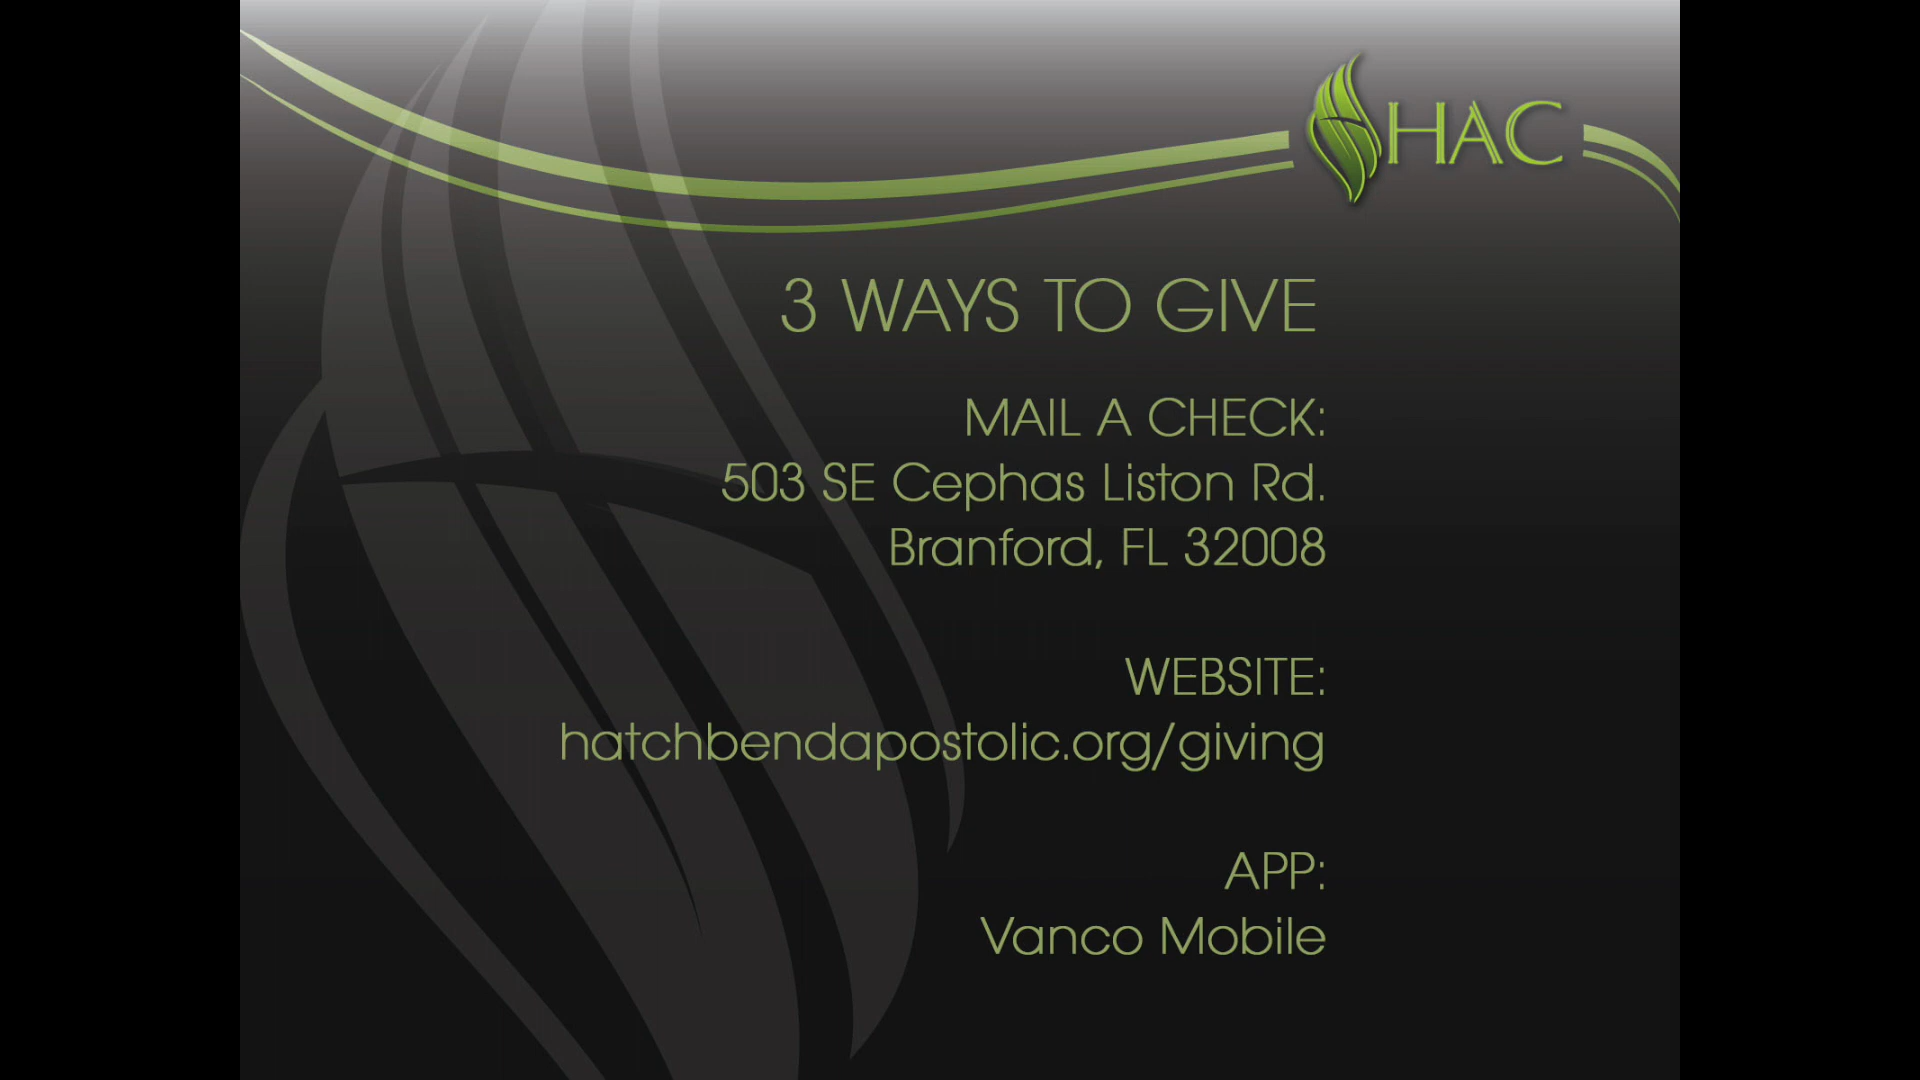 HAC
3 WAYS TO GIVE
MAIL A CHECK:
503 SE Cephas Liston Rd.
Branford, FL 32008
WEBSITE:
hatchbendapostolic.org/giving
APP:
Vanco Mobile